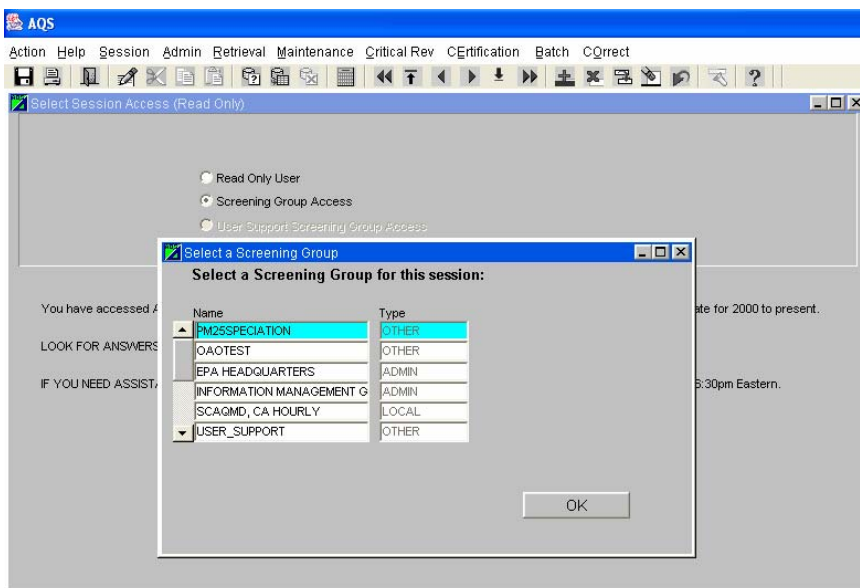 AQS
Action Help Session Admin Retrieval Maintenance Critical Rev CErtification Batch COrrect
Select Session Access (Read Only)
Read Only User
Screening Group Access
User Support Screening Group Access
Select a Screening Group
Select a Screening Group for this session:
Name Type
PM25SPECIATION OTHER
OAOTEST OTHER
EPA HEADQUARTERS ADMIN
INFORMATION MANAGEMENT G ADMIN
SCAQMD, CA HOURLY LOCAL
USER_SUPPORT OTHER
OK
You have accessed ate for 2000 to present.
LOOK FOR ANSWERS
IF YOU NEED ASSIST :30pm Eastern.